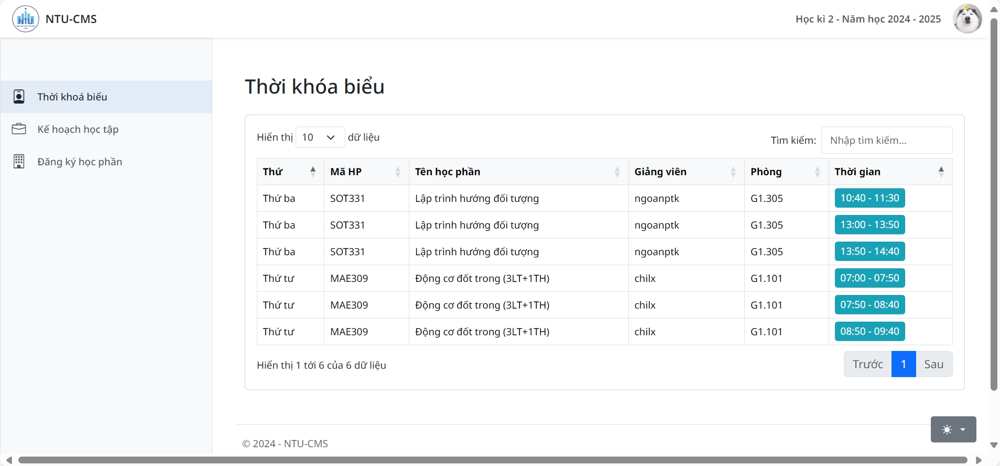 NTU
NTU-CMS
Học kì 2 - Năm học 2024 - 2025
Thời khoá biểu
Kế hoạch học tập
Đăng ký học phần
Thời khóa biểu
Hiển thị 10 dữ liệu
Tìm kiếm: Nhập tìm kiếm...
Thứ Mã HP Tên học phần Giảng viên Phòng Thời gian
Thứ ba SOT331 Lập trình hướng đối tượng ngoanptk G1.305 10:40 - 11:30
Thứ ba SOT331 Lập trình hướng đối tượng ngoanptk G1.305 13:00 - 13:50
Thứ ba SOT331 Lập trình hướng đối tượng ngoanptk G1.305 13:50 - 14:40
Thứ tư MAE309 Động cơ đốt trong (3LT+1TH) chilx G1.101 07:00 - 07:50
Thứ tư MAE309 Động cơ đốt trong (3LT+1TH) chilx G1.101 07:50 - 08:40
Thứ tư MAE309 Động cơ đốt trong (3LT+1TH) chilx G1.101 08:50 - 09:40
Hiển thị 1 tới 6 của 6 dữ liệu
Trước 1 Sau
© 2024 - NTU-CMS